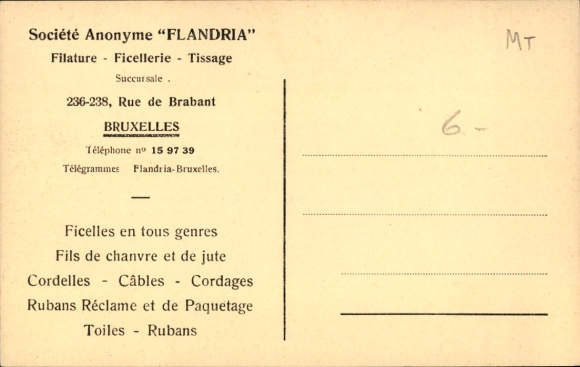 Société Anonyme "FLANDRIA"
Filature - Ficellerie - Tissage
Succursale .
236-238, Rue de Brabant
BRUXELLES
Téléphone nº 15 97 39
Télégrammes Flandria-Bruxelles.
Ficelles en tous genres
Fils de chanvre et de jute
Cordelles - Câbles - Cordages
Rubans Réclame et de Paquetage
Toiles - Rubans
MT
6.-